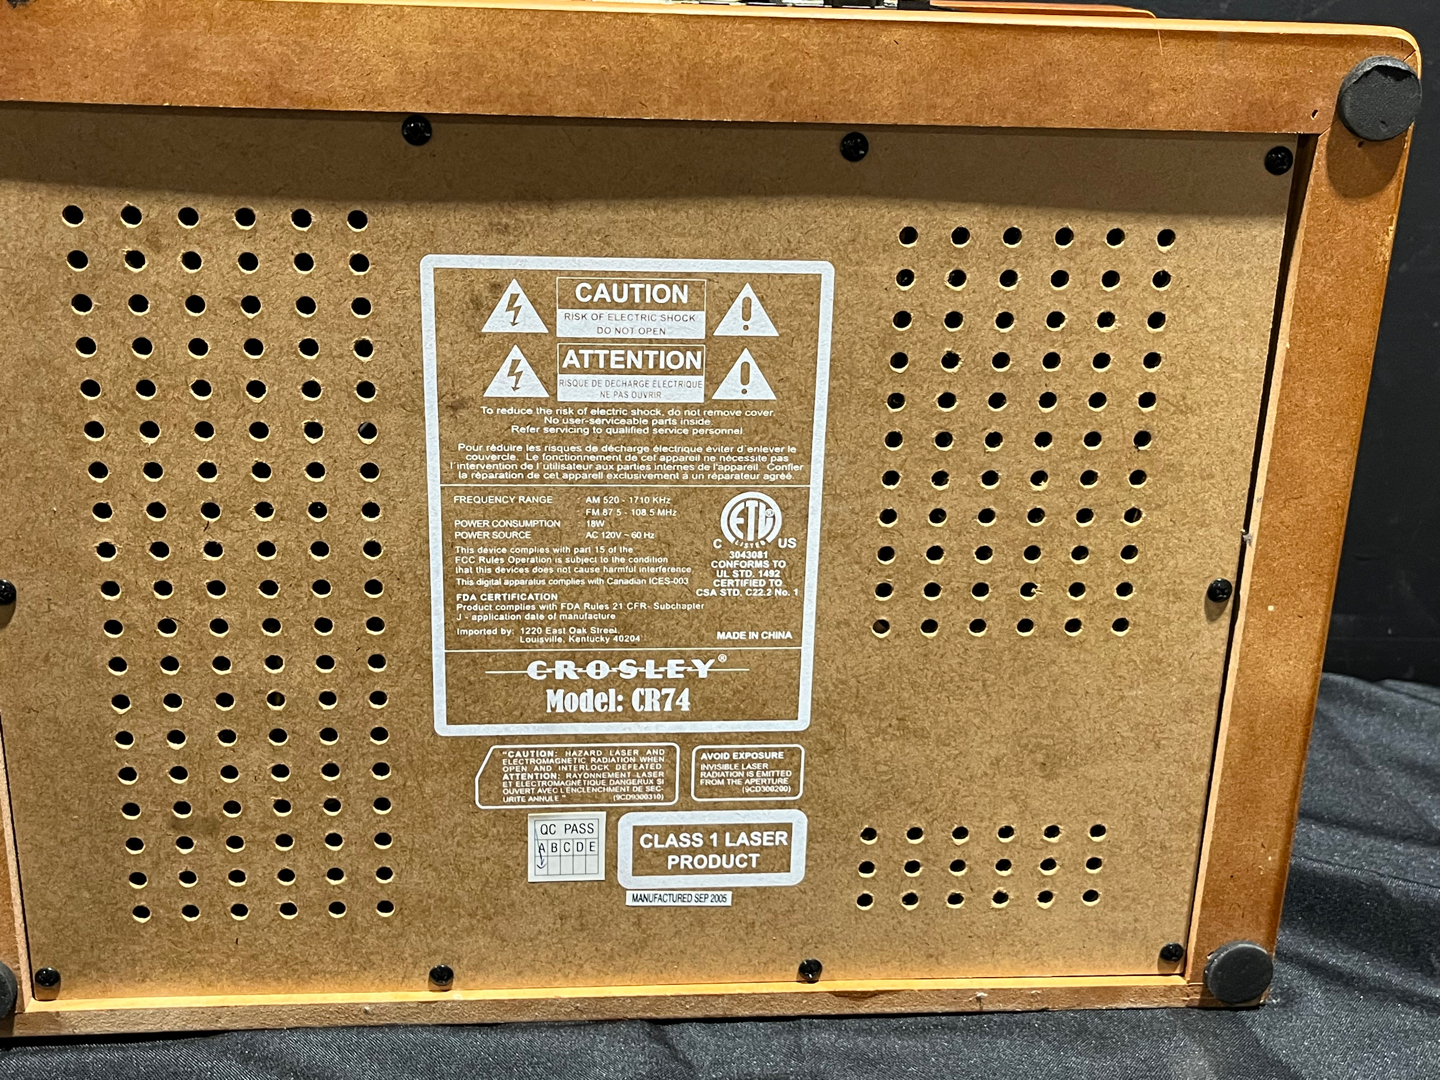 CAUTION
RISK OF ELECTRIC SHOCK
DO NOT OPEN
ATTENTION
RISQUE DE DECHARGE ÉLECTRIQUE
NE PAS OUVRIR
To reduce the risk of electric shock, do not remove cover.
No user-serviceable parts inside.
Refer servicing to qualified service personnel
Pour réduire les risques de décharge électrique éviter d'enlever le
couvercle. Le fonctionnement de cet appareil ne nécessite pas
l'intervention de l'utilisateur aux parties internes de l'appareil. Confier
la réparation de cet appareil exclusivement à un réparateur agréé.
FREQUENCY RANGE : AM 520 - 1710 KHz
FM 87.5 - 108.5 MHz
POWER CONSUMPTION : 18W
POWER SOURCE : AC 120V ~ 60 Hz
This device complies with part 15 of the
FCC Rules Operation is subject to the condition
that this devices does not cause harmful interference.
This digital apparatus complies with Canadian ICES-003
ETL
LISTED
C US
3043081
CONFORMS TO
UL STD. 1492
CERTIFIED TO
CSA STD. C22.2 No. 1
FDA CERTIFICATION
Product complies with FDA Rules 21 CFR- Subchapter
J - application date of manufacture
Imported by: 1220 East Oak Street,
Louisville, Kentucky 40204
MADE IN CHINA
CROSLEY®
Model: CR74
"CAUTION: HAZARD LASER AND
ELECTROMAGNETIC RADIATION WHEN
OPEN AND INTERLOCK DEFEATED
ATTENTION: RAYONNEMENT LASER
ET ELECTROMAGNETIQUE DANGERUX SI
OUVERT AVEC L'ENCLENCHMENT DE SEC-
URITE ANNULE" (9CD9300310)
AVOID EXPOSURE
INVISIBLE LASER
RADIATION IS EMITTED
FROM THE APERTURE
(9CD300200)
QC PASS
A B C D E
CLASS 1 LASER
PRODUCT
MANUFACTURED SEP 2005